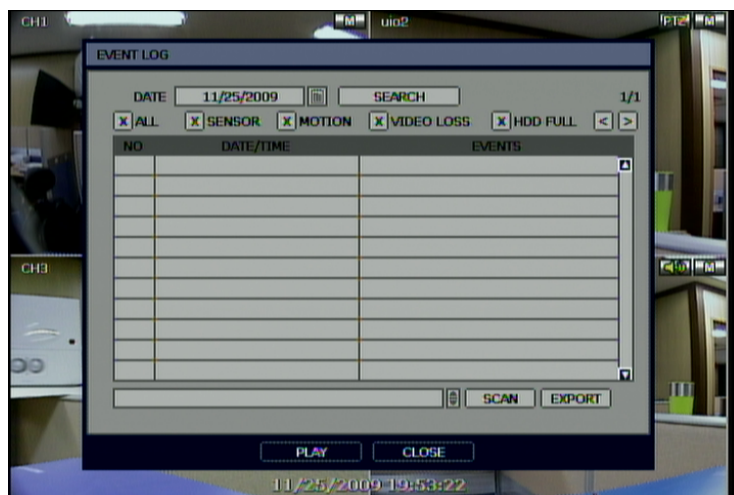 CH1 M uio2 PTZ M
EVENT LOG
DATE 11/25/2009 SEARCH 1/1
X ALL X SENSOR X MOTION X VIDEO LOSS X HDD FULL < >
NO DATE/TIME EVENTS
SCAN EXPORT
PLAY CLOSE
CH3 M
11/25/2009 19:53:22